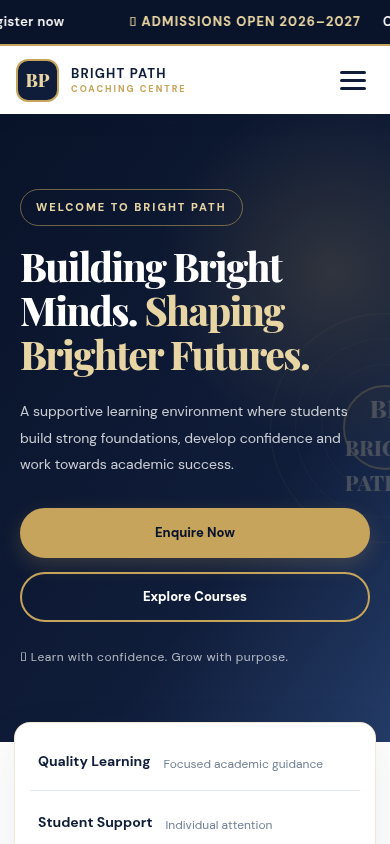 gister now ADMISSIONS OPEN 2026–2027
BP
BRIGHT PATH
COACHING CENTRE
WELCOME TO BRIGHT PATH
Building Bright
Minds. Shaping
Brighter Futures.
A supportive learning environment where students
build strong foundations, develop confidence and
work towards academic success.
Enquire Now
Explore Courses
Learn with confidence. Grow with purpose.
Quality Learning Focused academic guidance
Student Support Individual attention